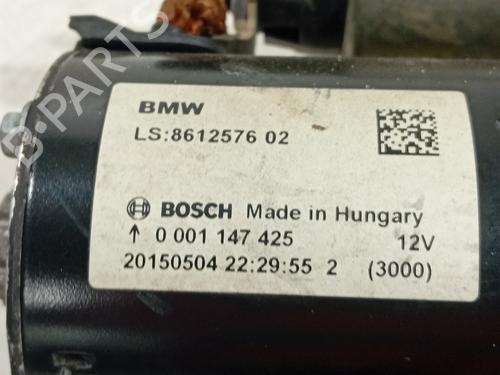 BMW
LS:8612576 02
BOSCH Made in Hungary
↑ 0 001 147 425 12V
20150504 22:29:55 2 (3000)